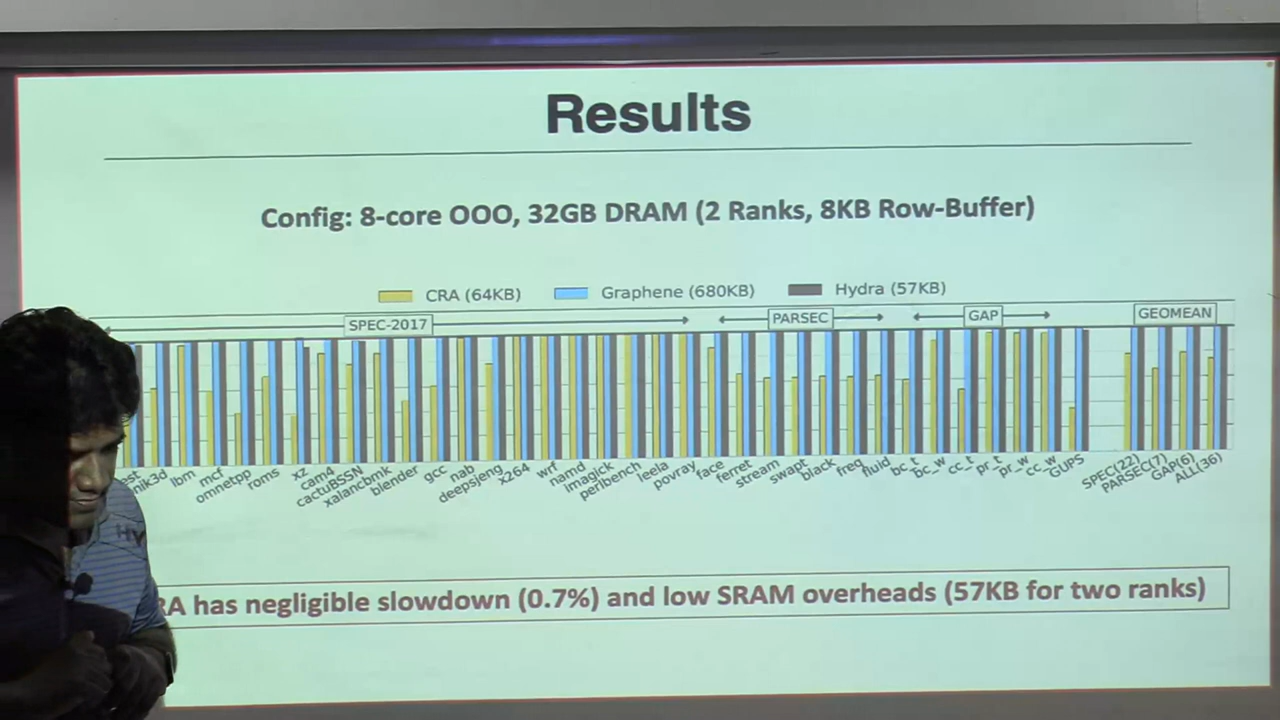 Results
Config: 8-core OOO, 32GB DRAM (2 Ranks, 8KB Row-Buffer)
CRA (64KB) Graphene (680KB) Hydra (57KB)
SPEC-2017 PARSEC GAP GEOMEAN
lbm mcf omnetpp roms xz cam4 cactuBSSN xalancbmk blender gcc nab deepsjeng x264 wrf namd imagick perlbench leela povray face ferret stream swapt black freq fluid bc_t bc_w cc_t pr_t pr_w cc_w GUPS SPEC(22) PARSEC(7) GAP(6) ALL(36)
RA has negligible slowdown (0.7%) and low SRAM overheads (57KB for two ranks)